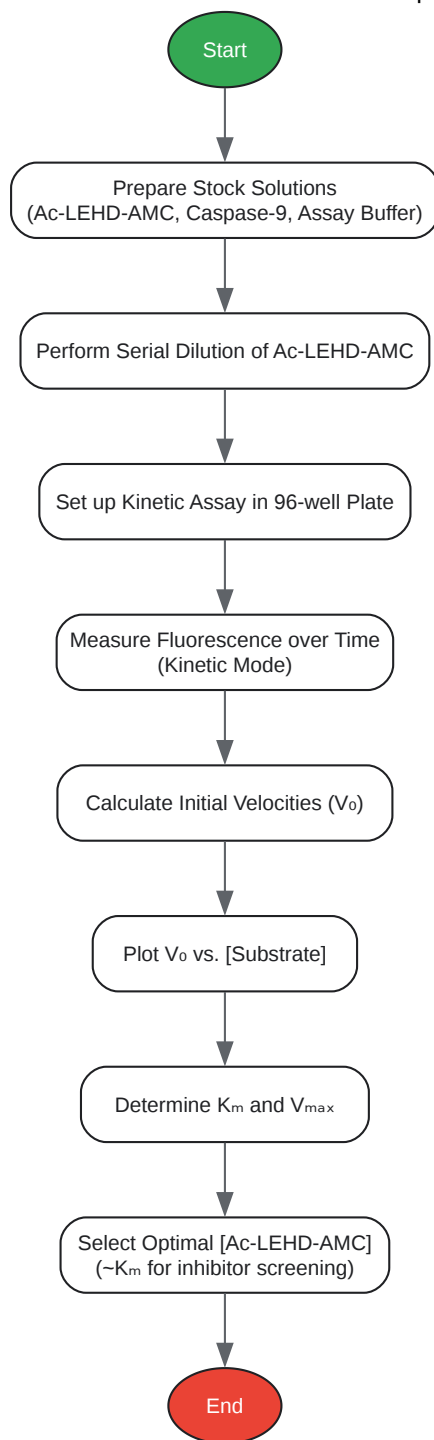 Start
Prepare Stock Solutions
(Ac-LEHD-AMC, Caspase-9, Assay Buffer)
Perform Serial Dilution of Ac-LEHD-AMC
Set up Kinetic Assay in 96-well Plate
Measure Fluorescence over Time
(Kinetic Mode)
Calculate Initial Velocities (V₀)
Plot V₀ vs. [Substrate]
Determine Kₘ and Vₘₐₓ
Select Optimal [Ac-LEHD-AMC]
(~Kₘ for inhibitor screening)
End